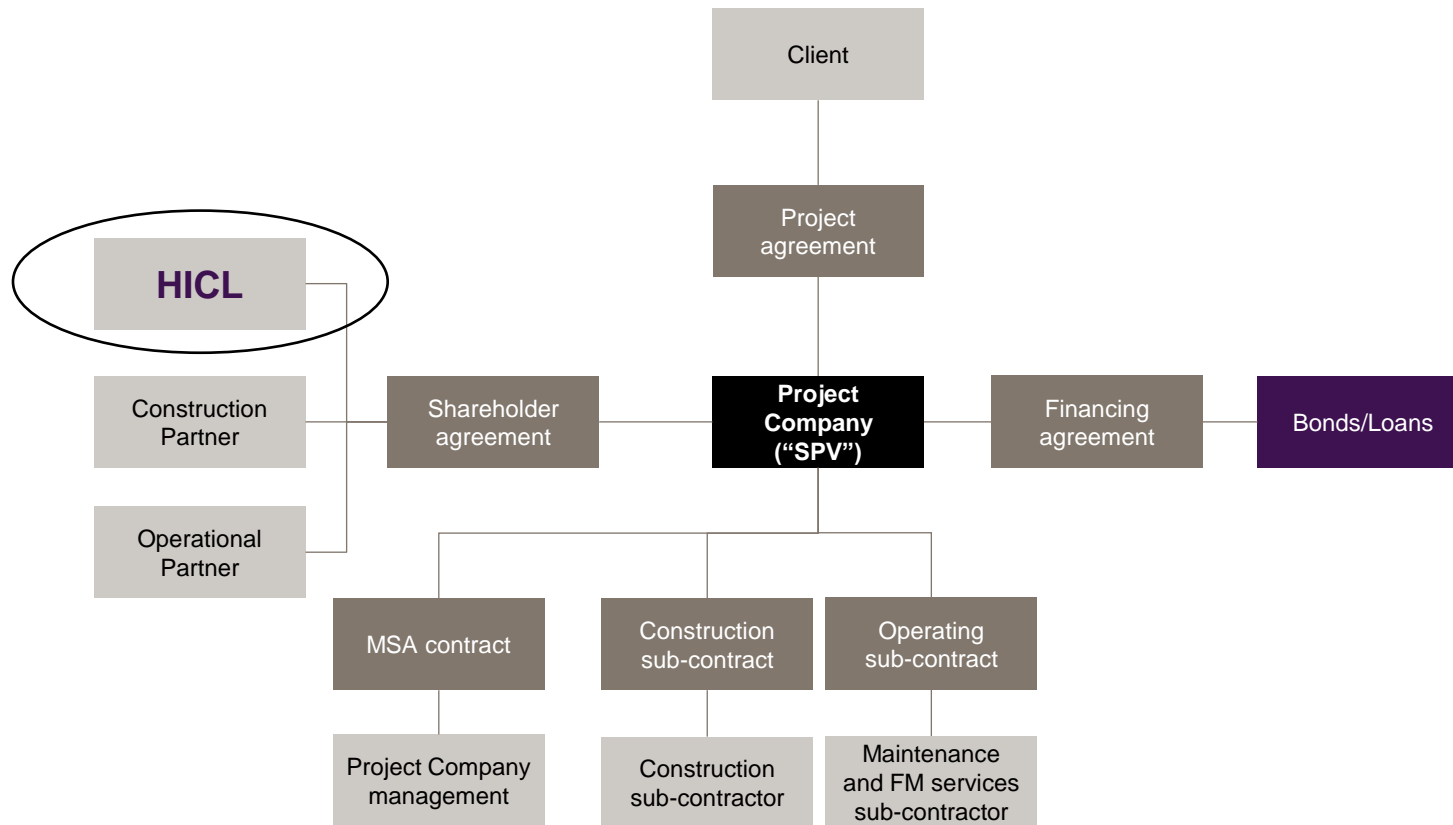 Client
Project
agreement
HICL
Construction
Partner
Operational
Partner
Shareholder
agreement
Project
Company
(“SPV”)
Financing
agreement
Bonds/Loans
MSA contract
Construction
sub-contract
Operating
sub-contract
Project Company
management
Construction
sub-contractor
Maintenance
and FM services
sub-contractor